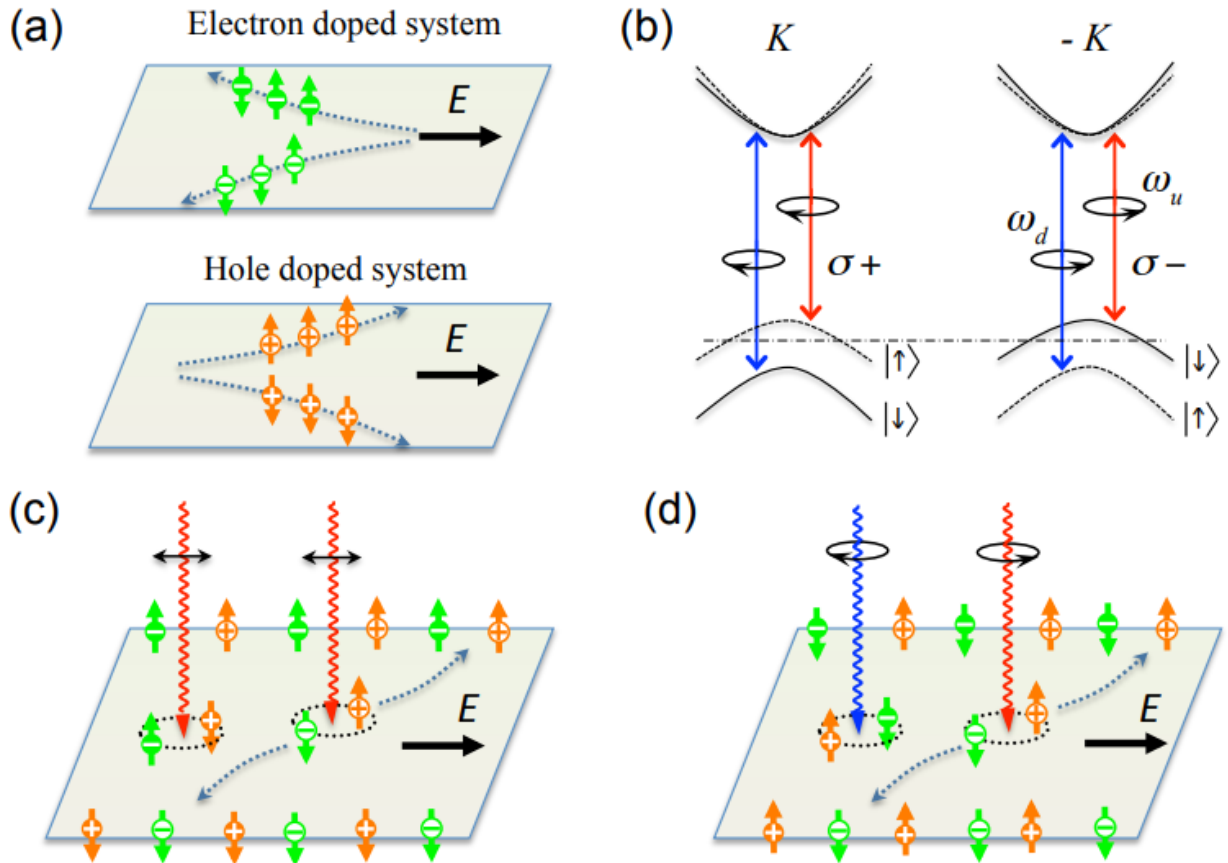 (a)
Electron doped system
E
Hole doped system
E
(b)
K
- K
ω_d
ω_u
σ+
σ−
|↑⟩
|↓⟩
|↓⟩
|↑⟩
(c)
E
(d)
E